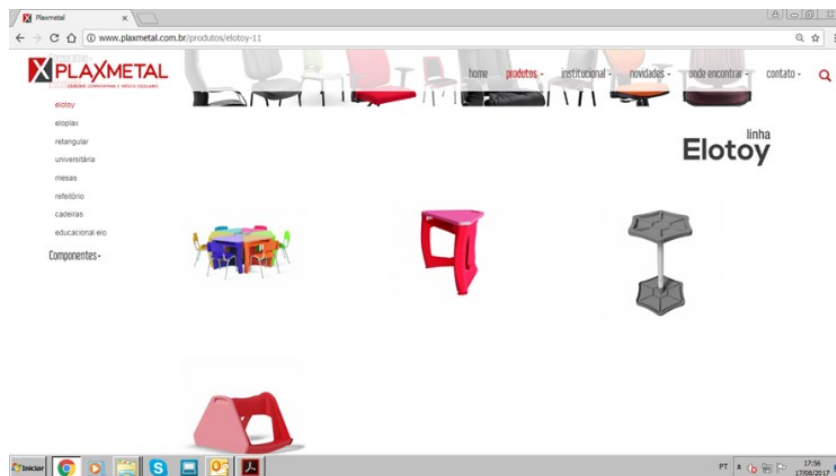 Plaxmetal
www.plaxmetal.com.br/produtos/elotoy-11
PLAXMETAL
home produtos - institucional - novidades - onde encontrar - contato -
elotoy
eloplax
retangular
universitária
mesas
refeitório
cadeiras
educacional elo
Componentes-
linha
Elotoy
Iniciar
PT
17:56
17/08/2017